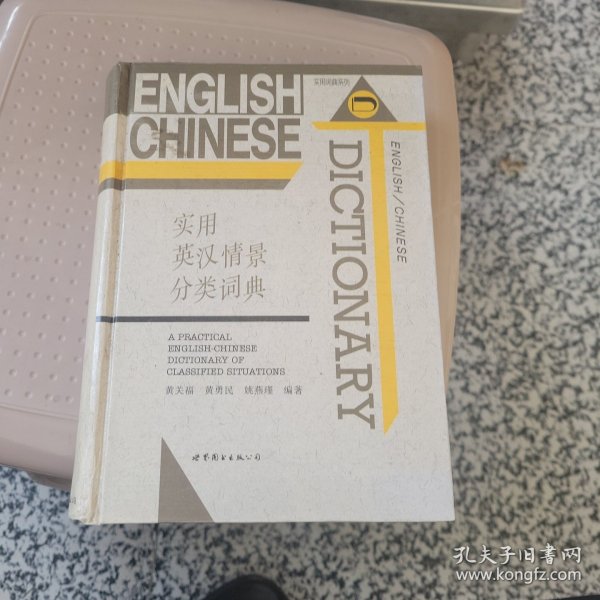 ENGLISH
CHINESE
实用词典系列
D
DICTIONARY
ENGLISH/CHINESE
实用
英汉情景
分类词典
A PRACTICAL
ENGLISH-CHINESE
DICTIONARY OF
CLASSIFIED SITUATIONS
黄关福 黄勇民 姚燕瑾 编著
世界图书出版公司
孔夫子旧书网
www.kongfz.com